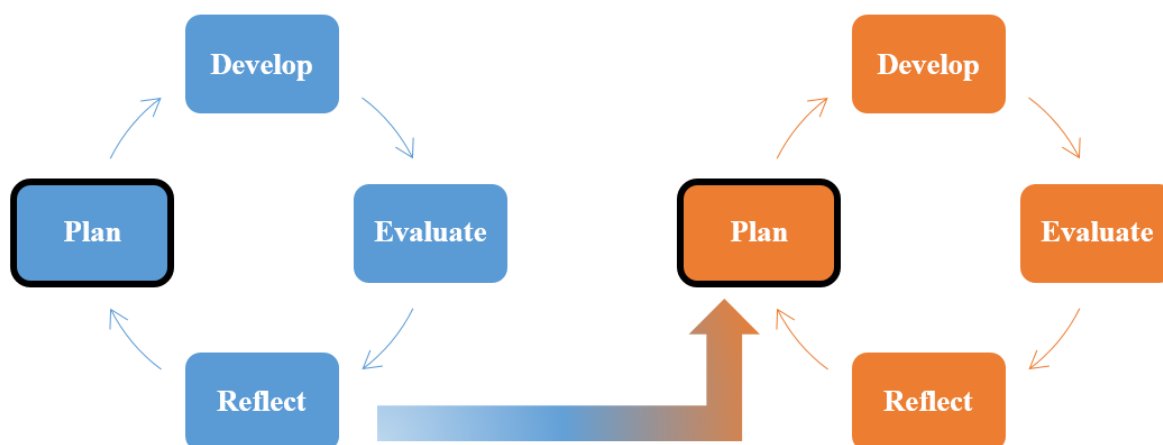 Develop
Develop
Plan
Evaluate
Plan
Evaluate
Reflect
Reflect